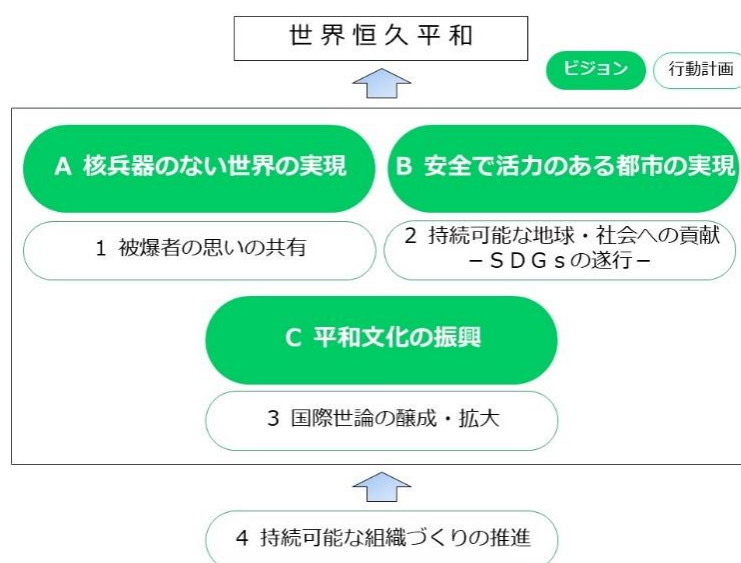 世界恒久平和
ビジョン
行動計画
A 核兵器のない世界の実現
B 安全で活力のある都市の実現
1 被爆者の思いの共有
2 持続可能な地球・社会への貢献
－ＳＤＧｓの遂行－
C 平和文化の振興
3 国際世論の醸成・拡大
4 持続可能な組織づくりの推進